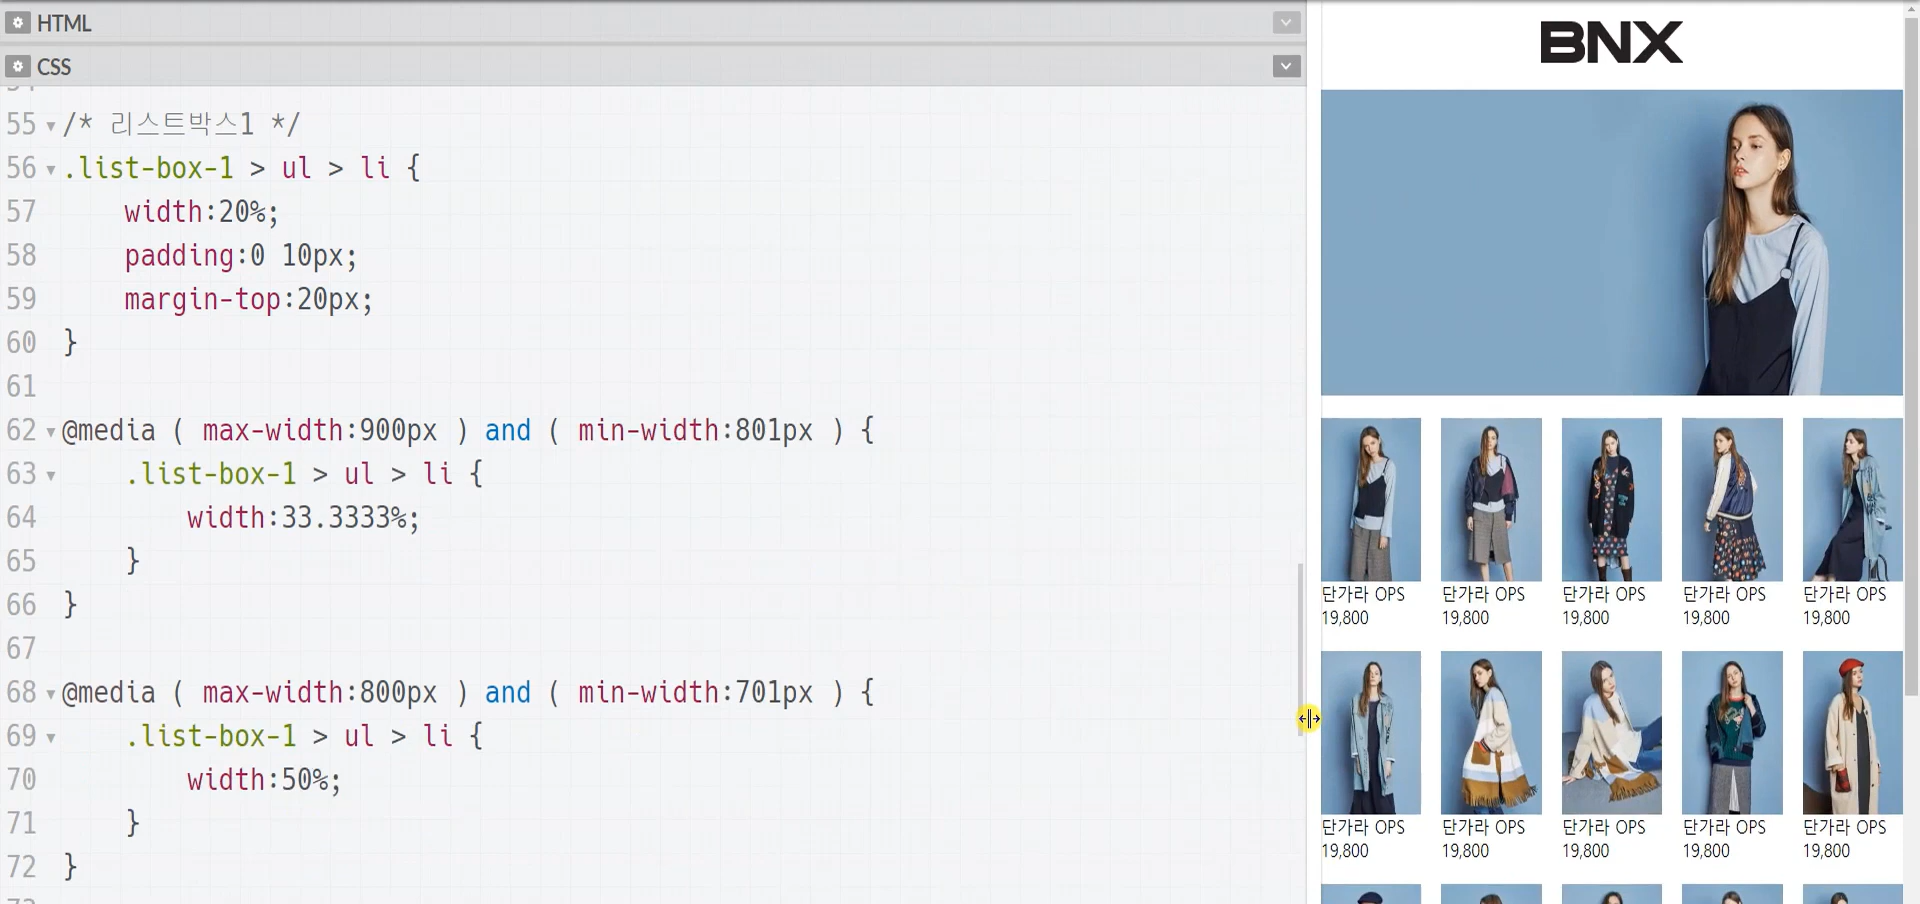 HTML
CSS
55 /* 리스트박스1 */
56 .list-box-1 > ul > li {
57 width:20%;
58 padding:0 10px;
59 margin-top:20px;
60 }
61
62 @media ( max-width:900px ) and ( min-width:801px ) {
63 .list-box-1 > ul > li {
64 width:33.3333%;
65 }
66 }
67
68 @media ( max-width:800px ) and ( min-width:701px ) {
69 .list-box-1 > ul > li {
70 width:50%;
71 }
72 }
BNX
단가라 OPS 단가라 OPS 단가라 OPS 단가라 OPS 단가라 OPS
19,800 19,800 19,800 19,800 19,800
단가라 OPS 단가라 OPS 단가라 OPS 단가라 OPS 단가라 OPS
19,800 19,800 19,800 19,800 19,800